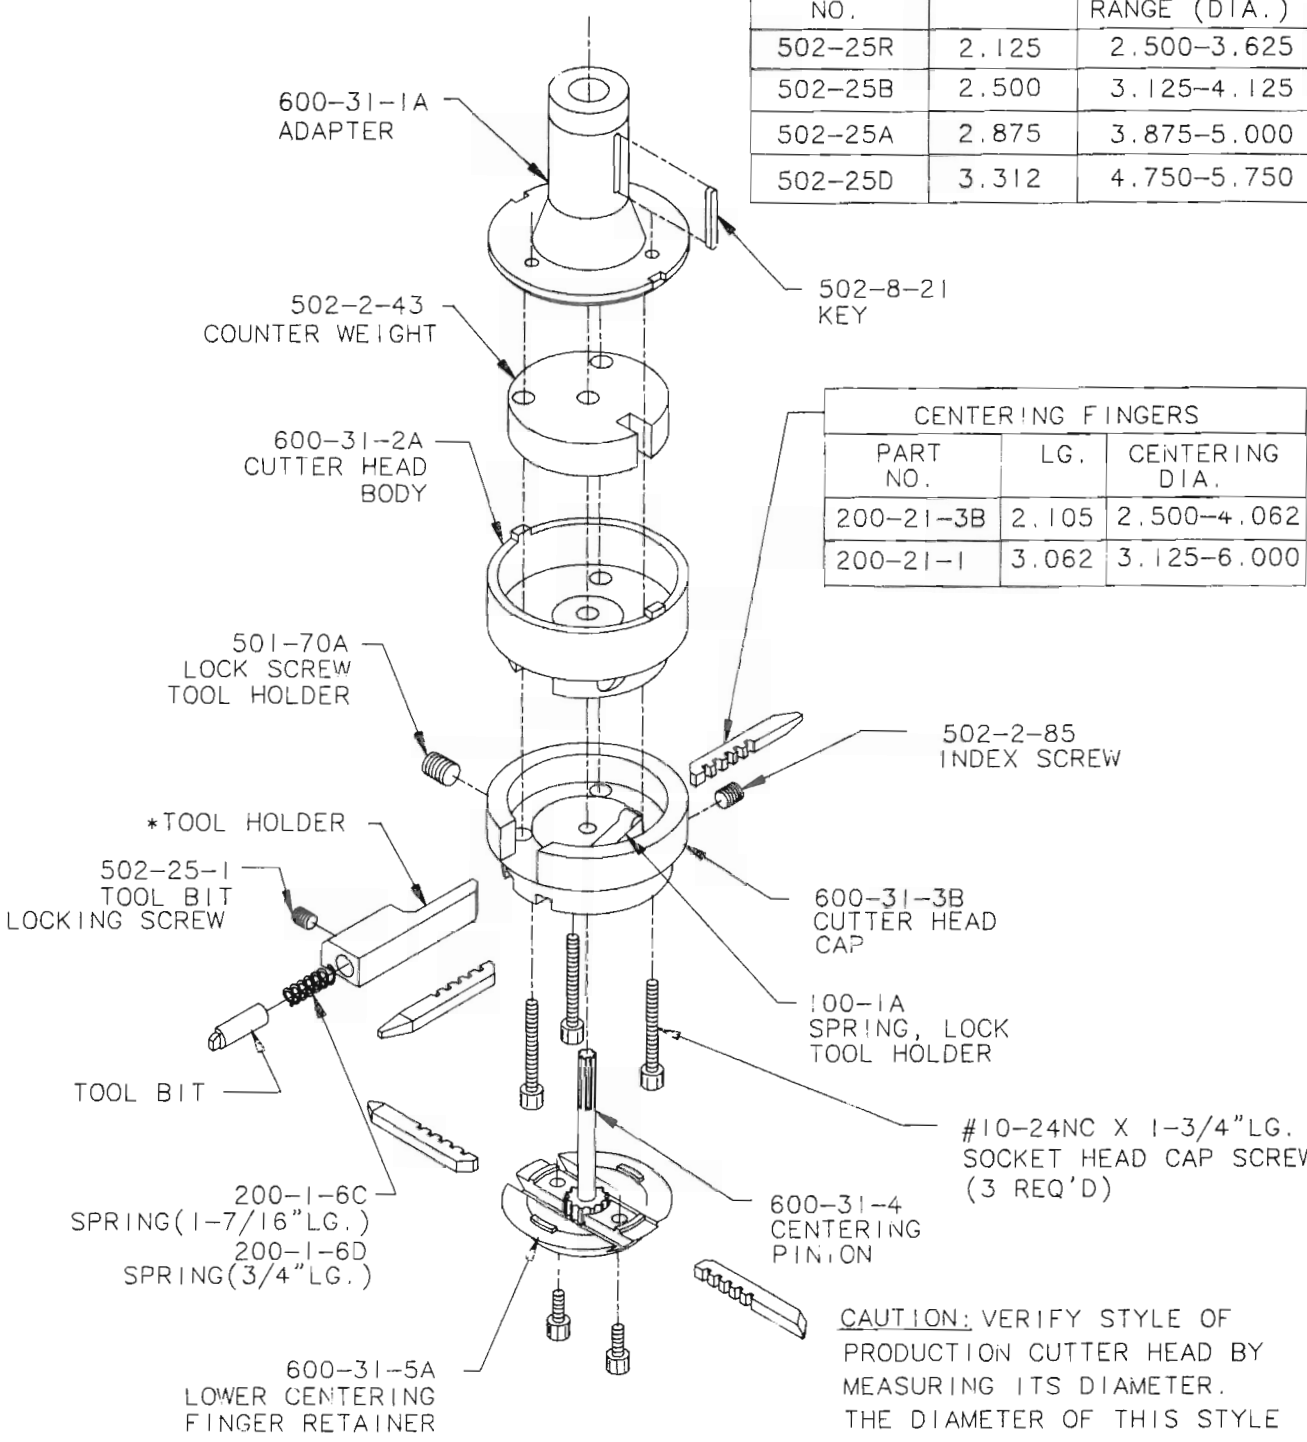 NO. RANGE (DIA.)
502-25R 2.125 2.500-3.625
502-25B 2.500 3.125-4.125
502-25A 2.875 3.875-5.000
502-25D 3.312 4.750-5.750
600-31-1A
ADAPTER
502-8-21
KEY
502-2-43
COUNTER WEIGHT
CENTERING FINGERS
PART LG. CENTERING
NO. DIA.
200-21-3B 2.105 2.500-4.062
200-21-1 3.062 3.125-6.000
600-31-2A
CUTTER HEAD
BODY
501-70A
LOCK SCREW
TOOL HOLDER
502-2-85
INDEX SCREW
*TOOL HOLDER
502-25-1
TOOL BIT
LOCKING SCREW
600-31-3B
CUTTER HEAD
CAP
100-1A
SPRING, LOCK
TOOL HOLDER
TOOL BIT
#10-24NC X 1-3/4"LG.
SOCKET HEAD CAP SCREW
(3 REQ'D)
200-1-6C
SPRING(1-7/16"LG.)
200-1-6D
SPRING(3/4"LG.)
600-31-4
CENTERING
PINION
600-31-5A
LOWER CENTERING
FINGER RETAINER
CAUTION: VERIFY STYLE OF
PRODUCTION CUTTER HEAD BY
MEASURING ITS DIAMETER.
THE DIAMETER OF THIS STYLE